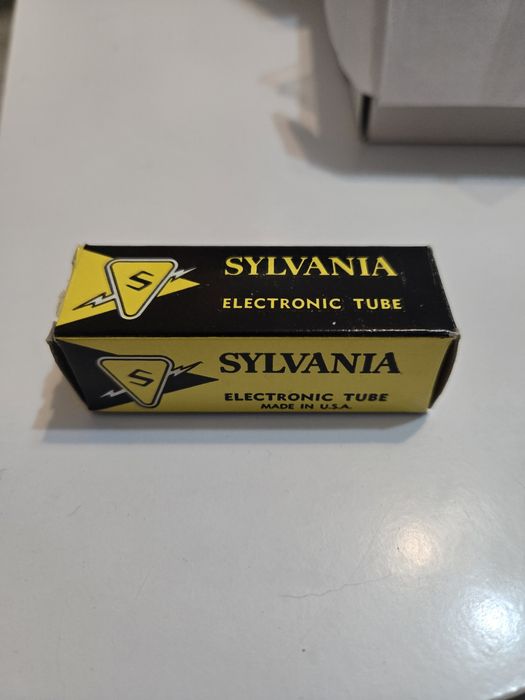 S
SYLVANIA
ELECTRONIC TUBE
S
SYLVANIA
ELECTRONIC TUBE
MADE IN U.S.A.